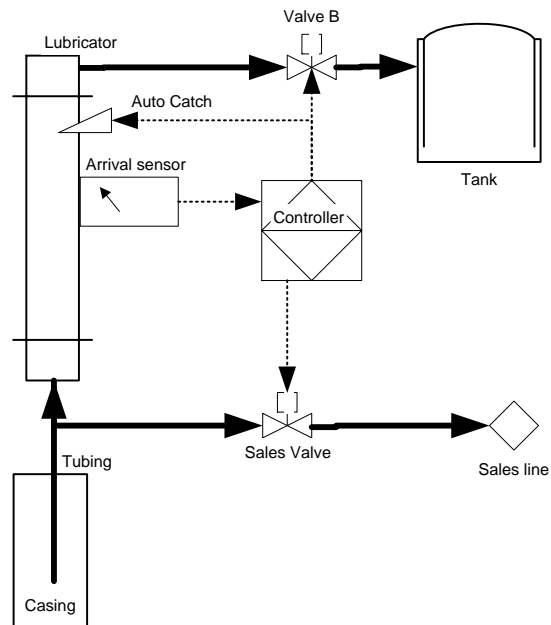 Valve B
Lubricator
Auto Catch
Arrival sensor
Tank
Controller
Tubing
Sales Valve
Sales line
Casing